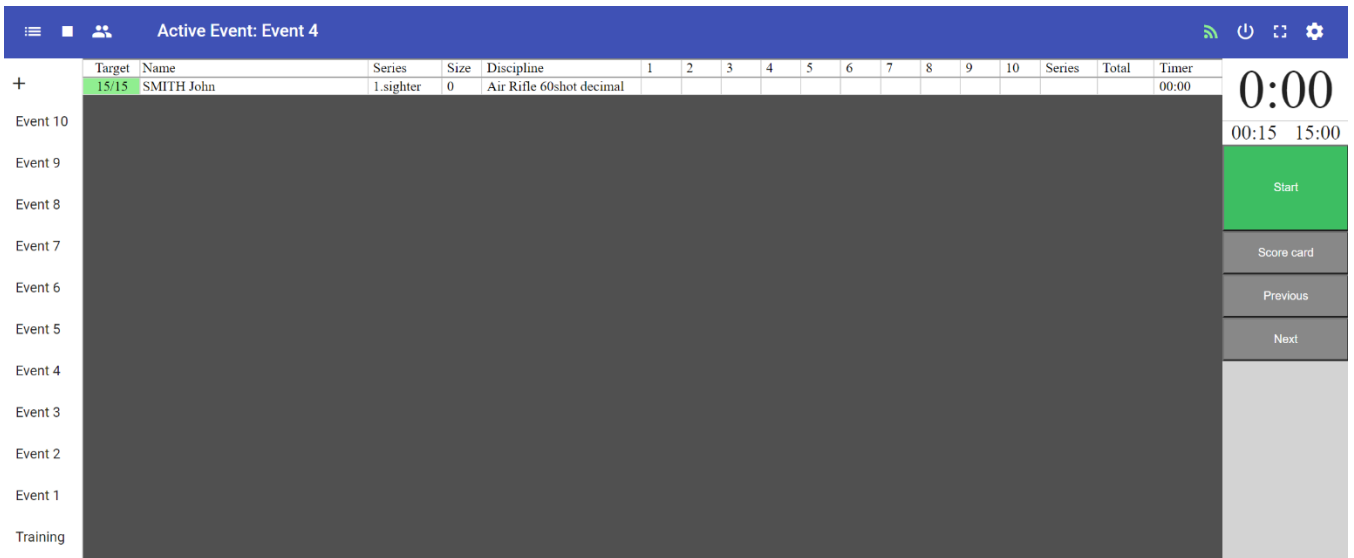 Active Event: Event 4
Target Name Series Size Discipline 1 2 3 4 5 6 7 8 9 10 Series Total Timer
15/15 SMITH John 1.sighter 0 Air Rifle 60shot decimal 00:00
+
Event 10
Event 9
Event 8
Event 7
Event 6
Event 5
Event 4
Event 3
Event 2
Event 1
Training
0:00
00:15 15:00
Start
Score card
Previous
Next